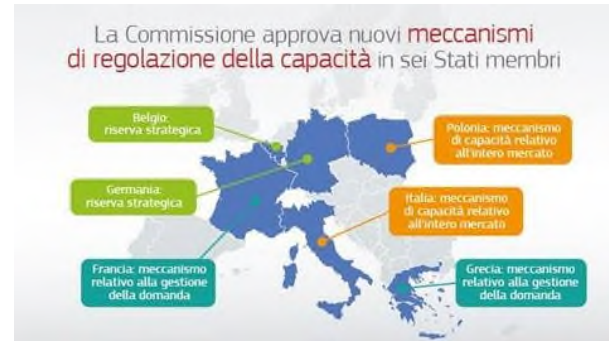 La Commissione approva nuovi meccanismi
di regolazione della capacità in sei Stati membri
Belgio:
riserva strategica
Polonia: meccanismo
di capacità relativo
all'intero mercato
Germania:
riserva strategica
Italia: meccanismo
di capacità relativo
all'intero mercato
Francia: meccanismo
relativo alla gestione
della domanda
Grecia: meccanismo
relativo alla gestione
della domanda